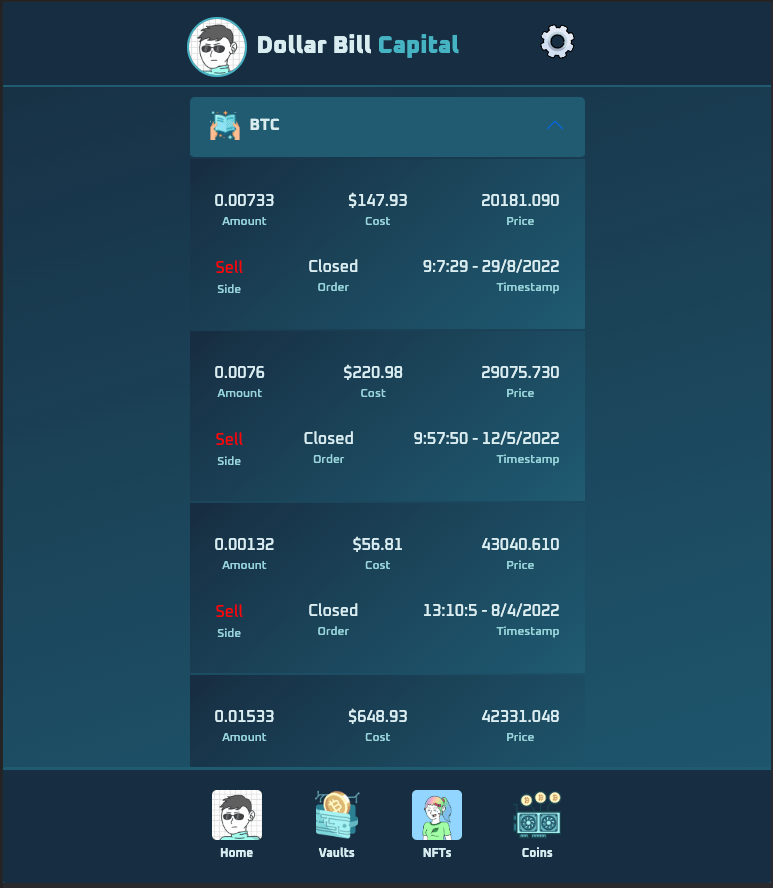 Dollar Bill Capital
BTC
0.00733 $147.93 20181.090
Amount Cost Price
Sell Closed 9:7:29 - 29/8/2022
Side Order Timestamp
0.0076 $220.98 29075.730
Amount Cost Price
Sell Closed 9:57:50 - 12/5/2022
Side Order Timestamp
0.00132 $56.81 43040.610
Amount Cost Price
Sell Closed 13:10:5 - 8/4/2022
Side Order Timestamp
0.01533 $648.93 42331.048
Amount Cost Price
Home Vaults NFTs Coins